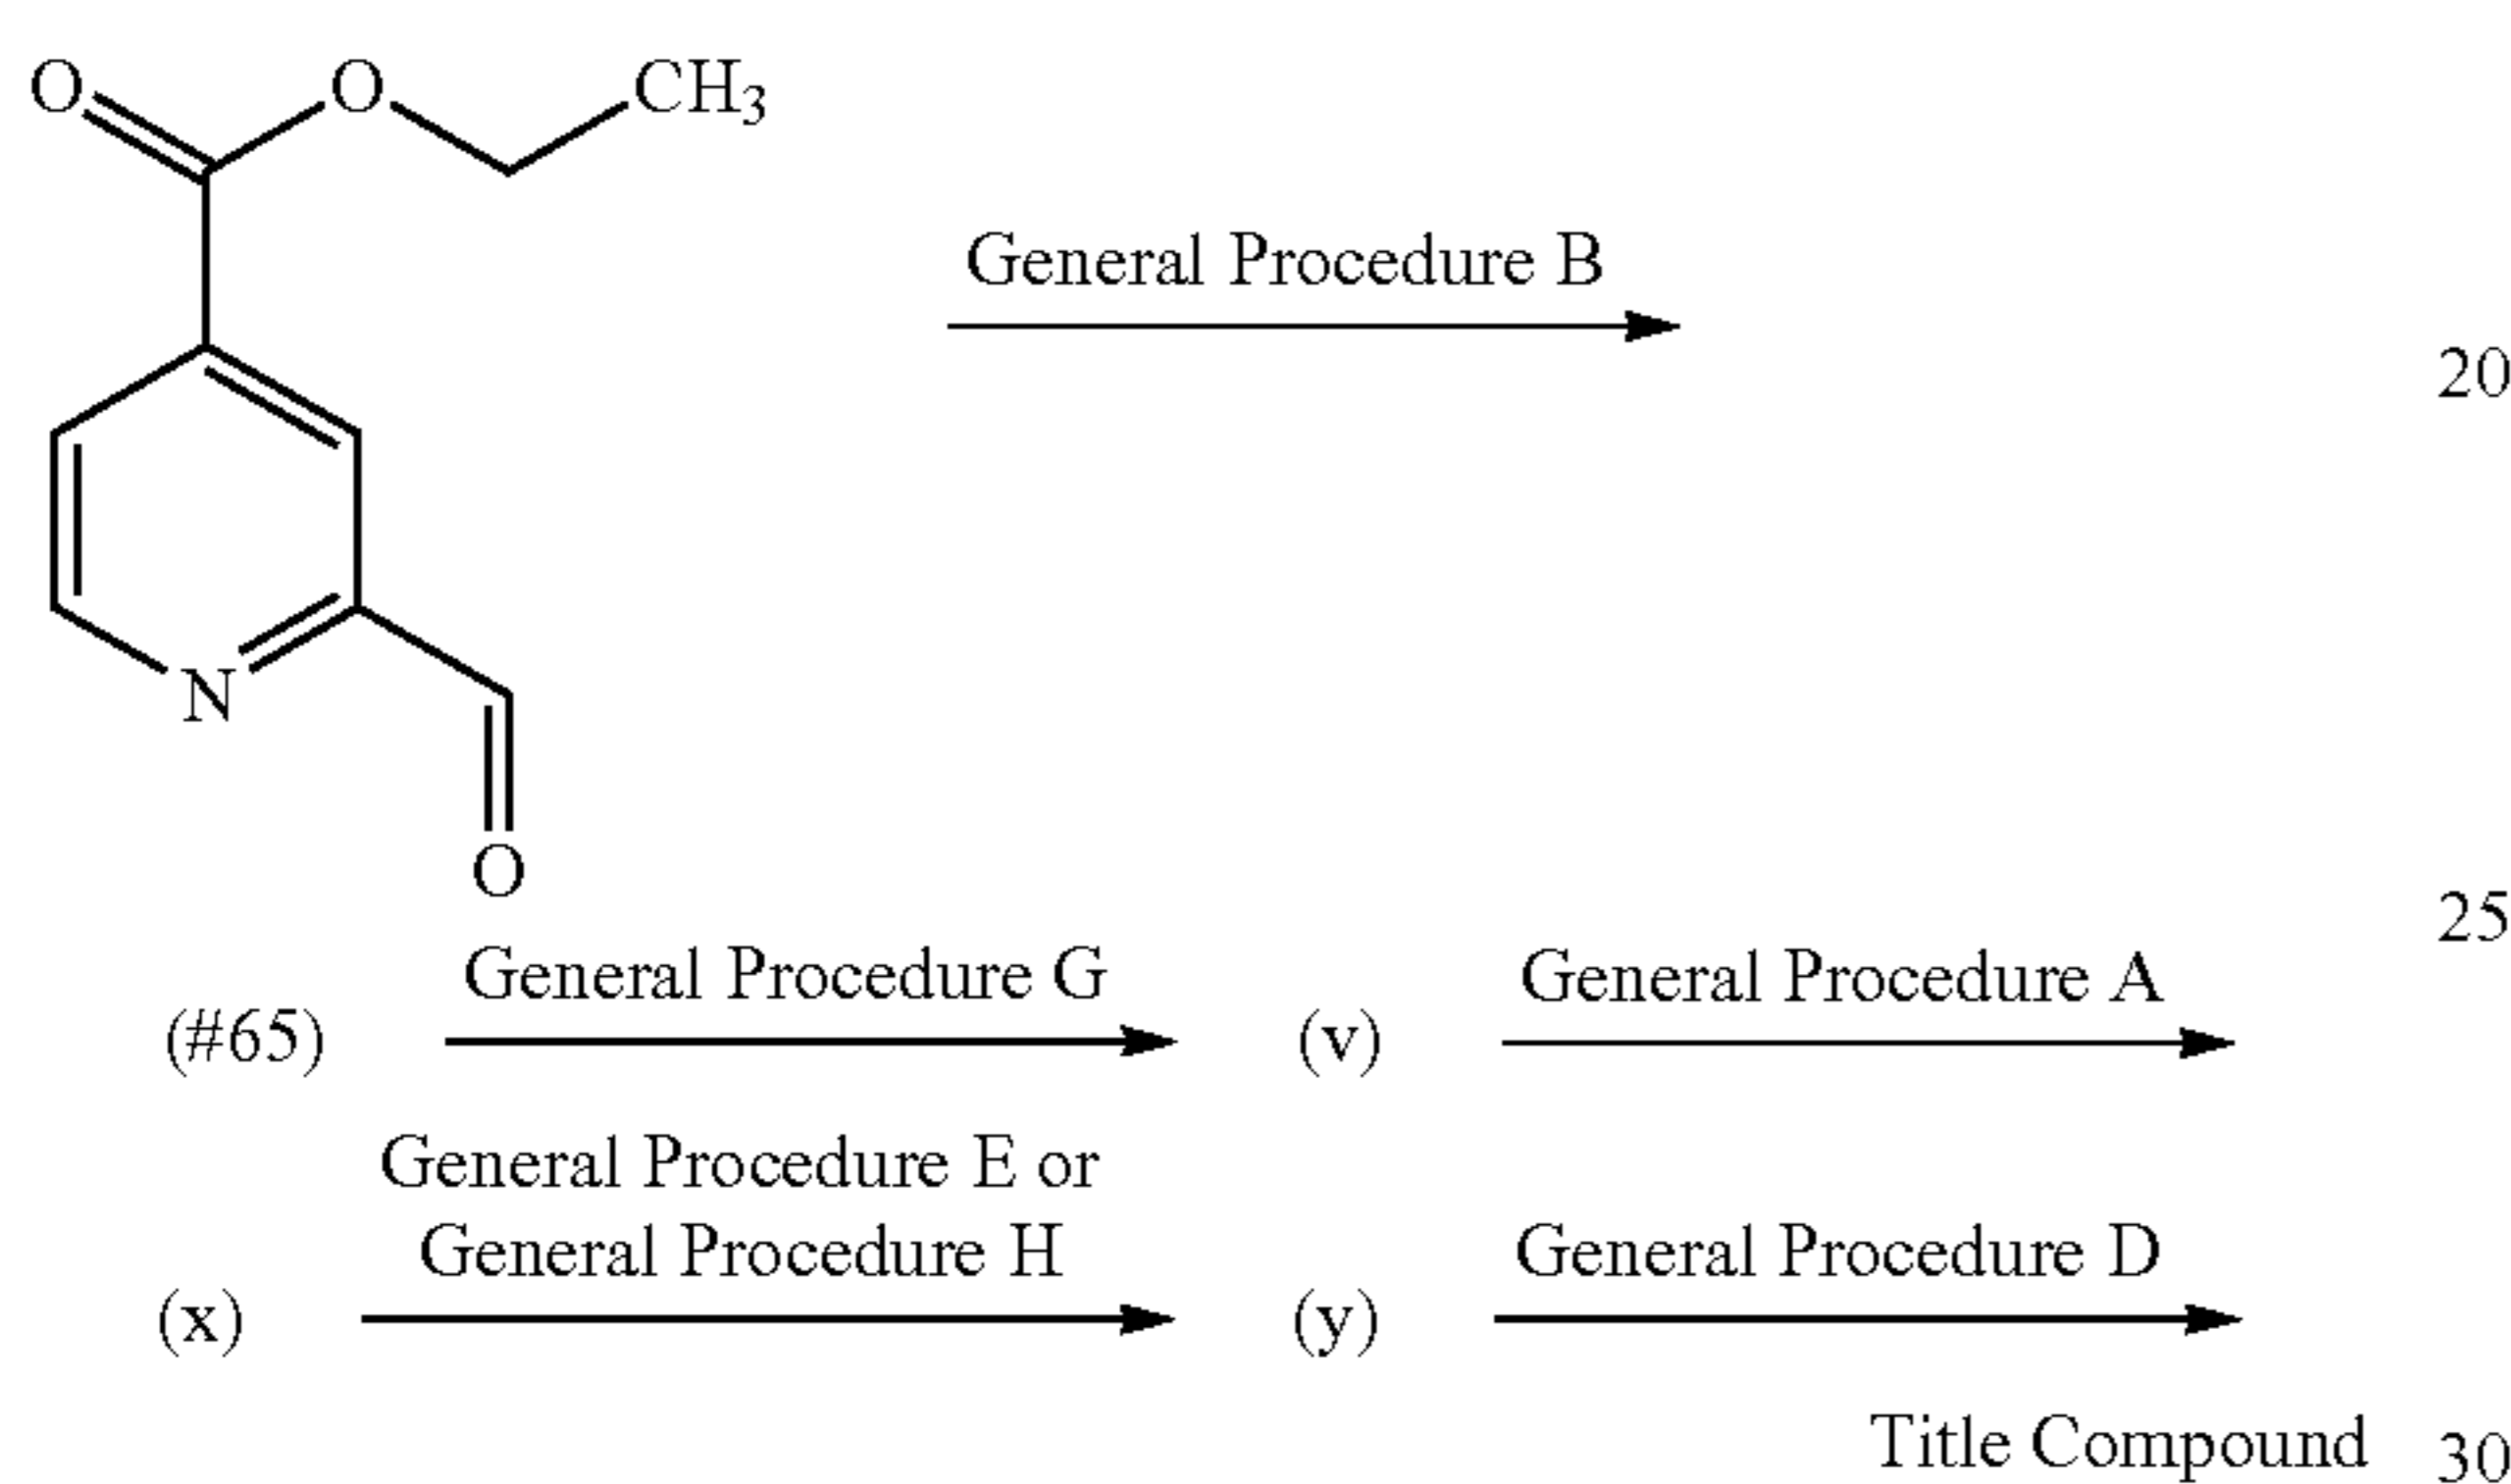 O O CH3
General Procedure B
20
N
O
25
General Procedure G General Procedure A
(#65) (v)
General Procedure E or
General Procedure H General Procedure D
(x) (y)
Title Compound 30